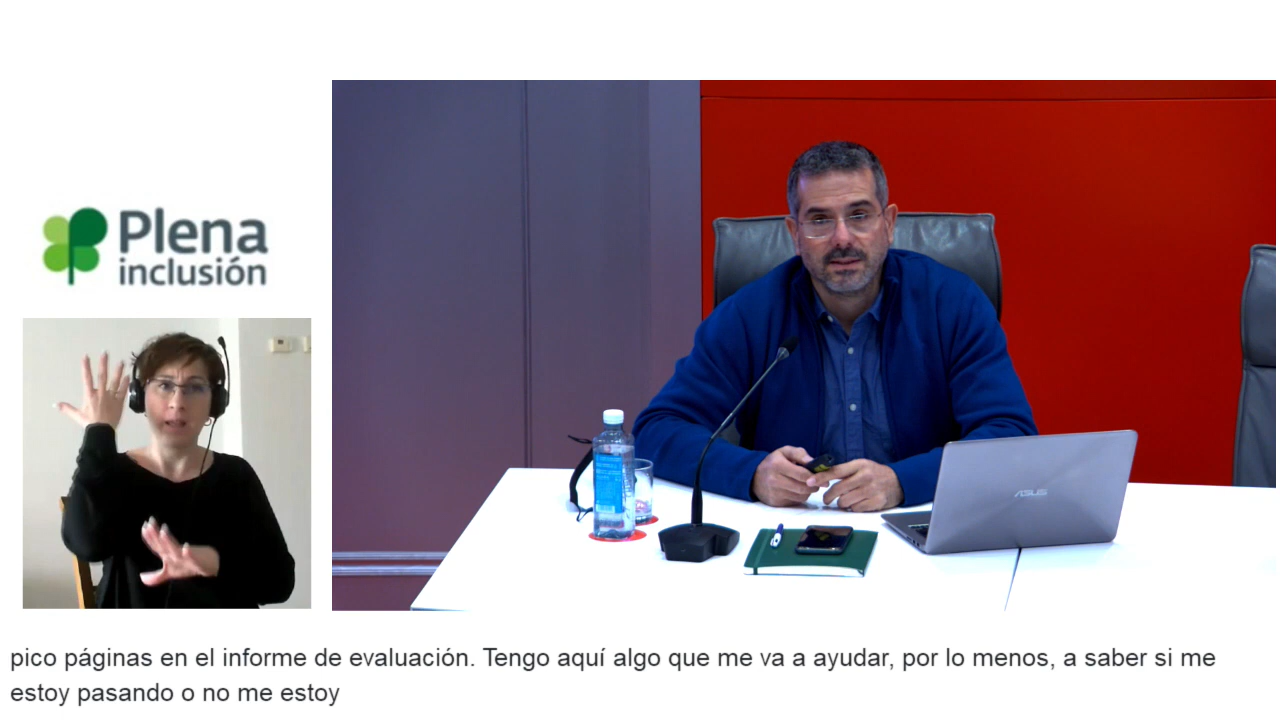 Plena
inclusión
ASUS
pico páginas en el informe de evaluación. Tengo aquí algo que me va a ayudar, por lo menos, a saber si me
estoy pasando o no me estoy